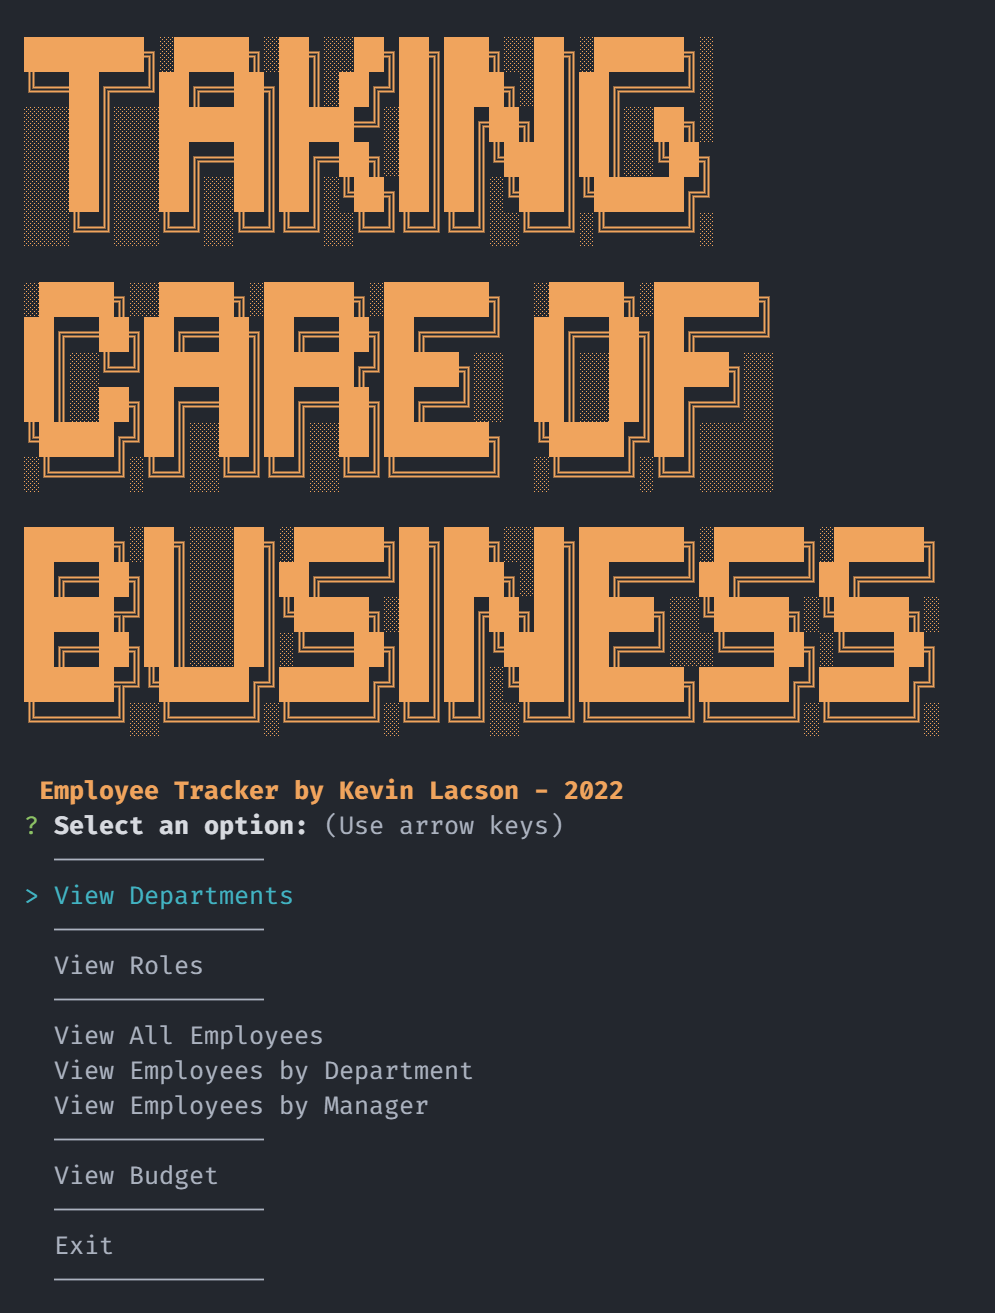 TAKING
CARE OF
BUSINESS
Employee Tracker by Kevin Lacson - 2022
? Select an option: (Use arrow keys)
> View Departments
View Roles
View All Employees
View Employees by Department
View Employees by Manager
View Budget
Exit